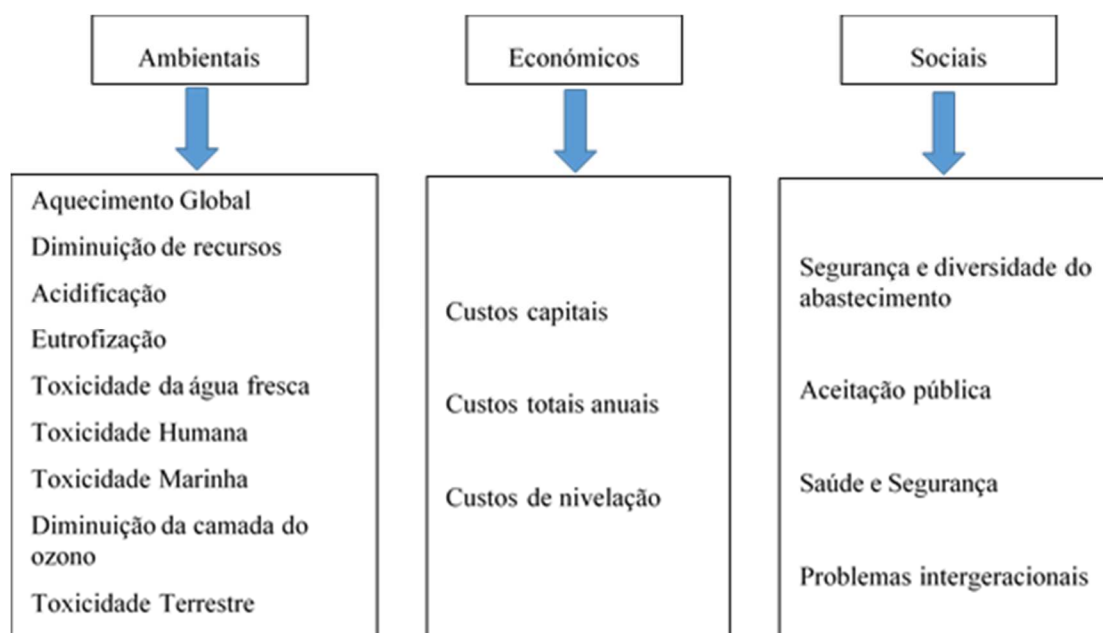 Ambientais
Económicos
Sociais
Aquecimento Global
Diminuição de recursos
Acidificação
Eutrofização
Toxicidade da água fresca
Toxicidade Humana
Toxicidade Marinha
Diminuição da camada do
ozono
Toxicidade Terrestre
Custos capitais
Custos totais anuais
Custos de nivelação
Segurança e diversidade do
abastecimento
Aceitação pública
Saúde e Segurança
Problemas intergeracionais